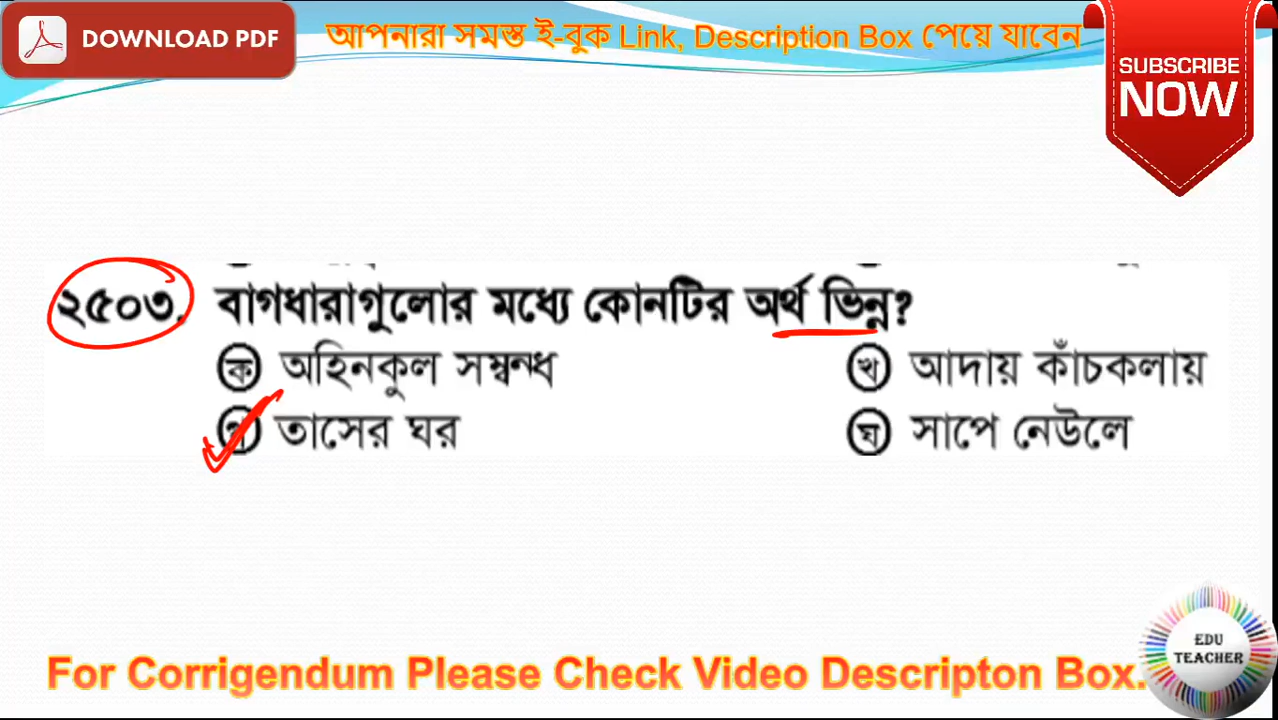 DOWNLOAD PDF
আপনারা সমস্ত ই-বুক Link, Description Box পেয়ে যাবেন
SUBSCRIBE
NOW
২৫০৩. বাগধারাগুলোর মধ্যে কোনটির অর্থ ভিন্ন?
ক অহিনকুল সম্বন্ধ খ আদায় কাঁচকলায়
গ তাসের ঘর ঘ সাপে নেউলে
EDU
TEACHER
For Corrigendum Please Check Video Descripton Box.